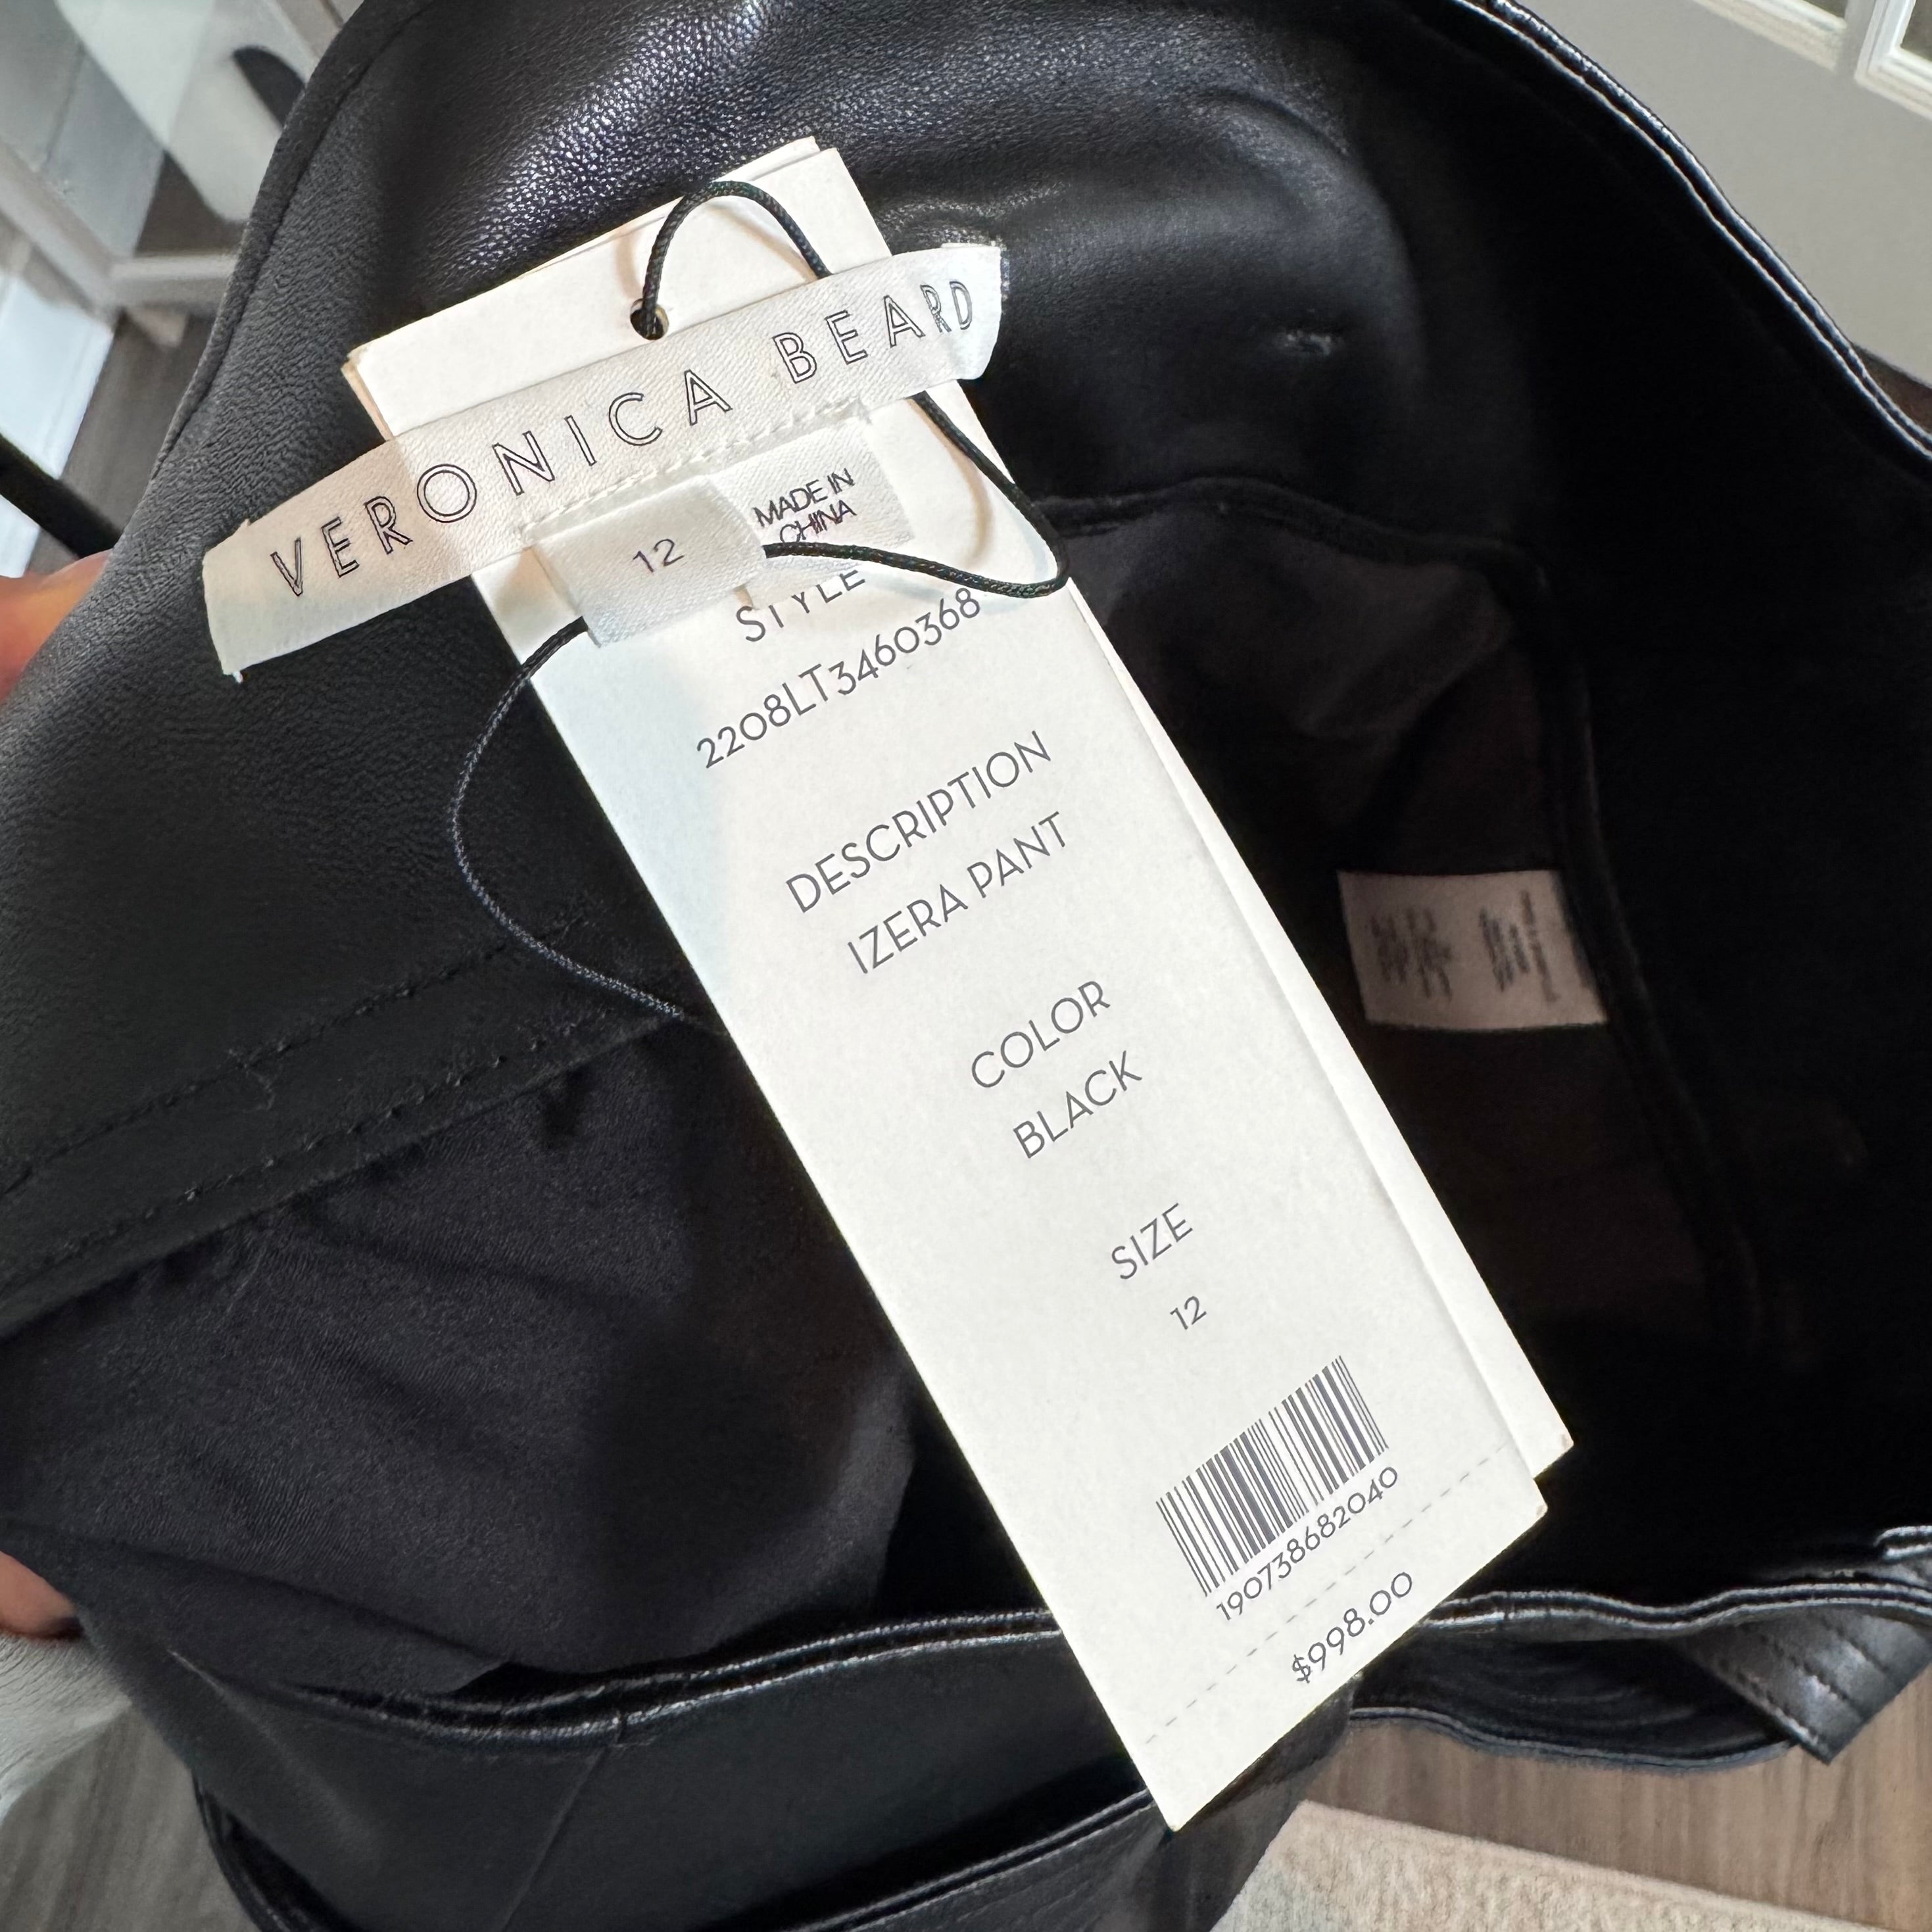 VERONICA BEARD
12
MADE IN
CHINA
STYLE
2208LT3460368
DESCRIPTION
IZERA PANT
COLOR
BLACK
SIZE
12
190738682040
$998.00